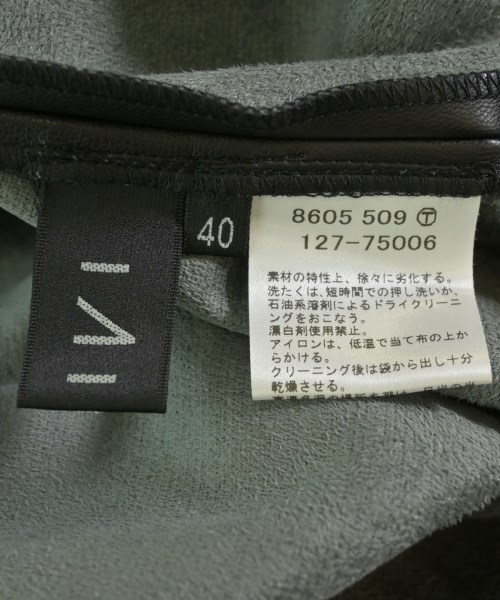 IVI
40
8605 509 Ⓣ
127-75006
素材の特性上、徐々に劣化する。
洗たくは、短時間での押し洗いか、
石油系溶剤によるドライクリーニ
ングをおこなう。
漂白剤使用禁止。
アイロンは、低温で当て布の上か
らかける。
クリーニング後は袋から出し十分
乾燥させる。